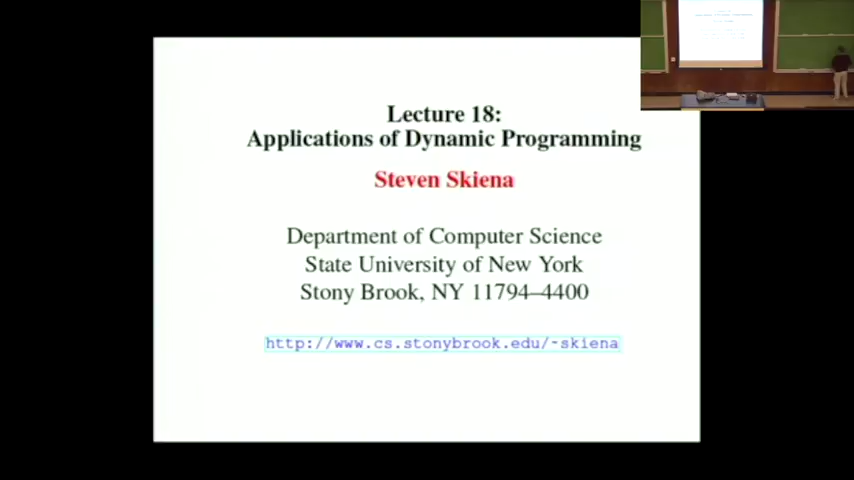 Lecture 18:
Applications of Dynamic Programming
Steven Skiena
Department of Computer Science
State University of New York
Stony Brook, NY 11794–4400
http://www.cs.stonybrook.edu/~skiena